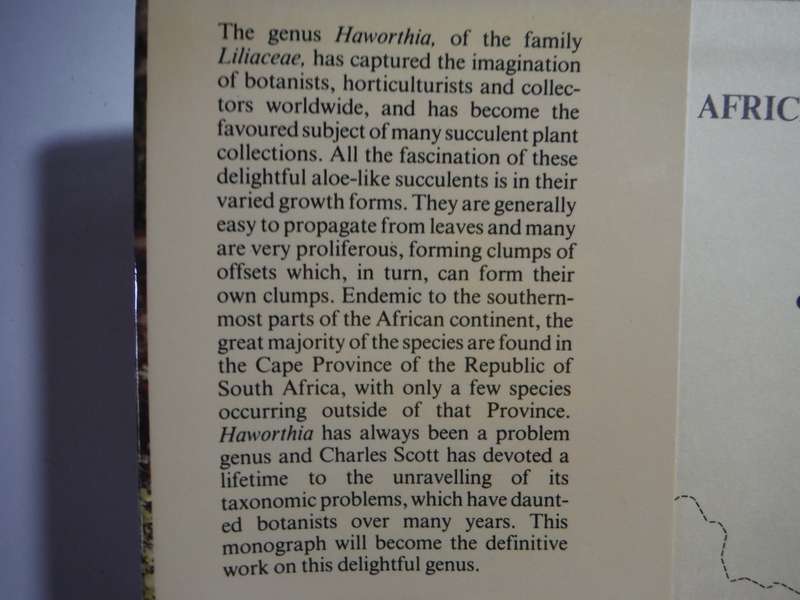 The genus Haworthia, of the family
Liliaceae, has captured the imagination
of botanists, horticulturists and collec-
tors worldwide, and has become the
favoured subject of many succulent plant
collections. All the fascination of these
delightful aloe-like succulents is in their
varied growth forms. They are generally
easy to propagate from leaves and many
are very proliferous, forming clumps of
offsets which, in turn, can form their
own clumps. Endemic to the southern-
most parts of the African continent, the
great majority of the species are found in
the Cape Province of the Republic of
South Africa, with only a few species
occurring outside of that Province.
Haworthia has always been a problem
genus and Charles Scott has devoted a
lifetime to the unravelling of its
taxonomic problems, which have daunt-
ed botanists over many years. This
monograph will become the definitive
work on this delightful genus.
AFRIC